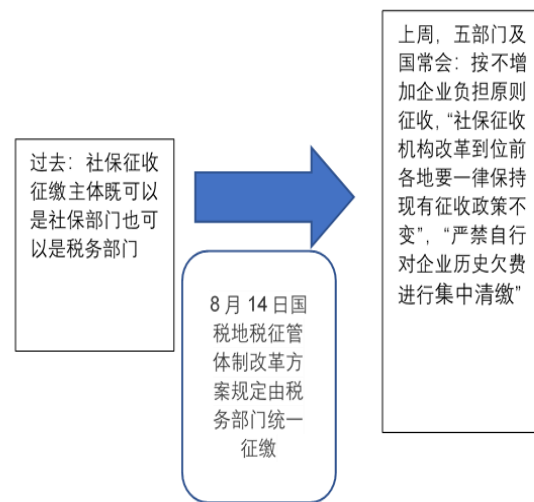 过去：社保征收
征缴主体既可以
是社保部门也可
以是税务部门
8 月 14 日国
税地税征管
体制改革方
案规定由税
务部门统一
征缴
上周，五部门及
国常会：按不增
加企业负担原则
征收，“社保征收
机构改革到位前
各地要一律保持
现有征收政策不
变”，“严禁自行
对企业历史欠费
进行集中清缴”